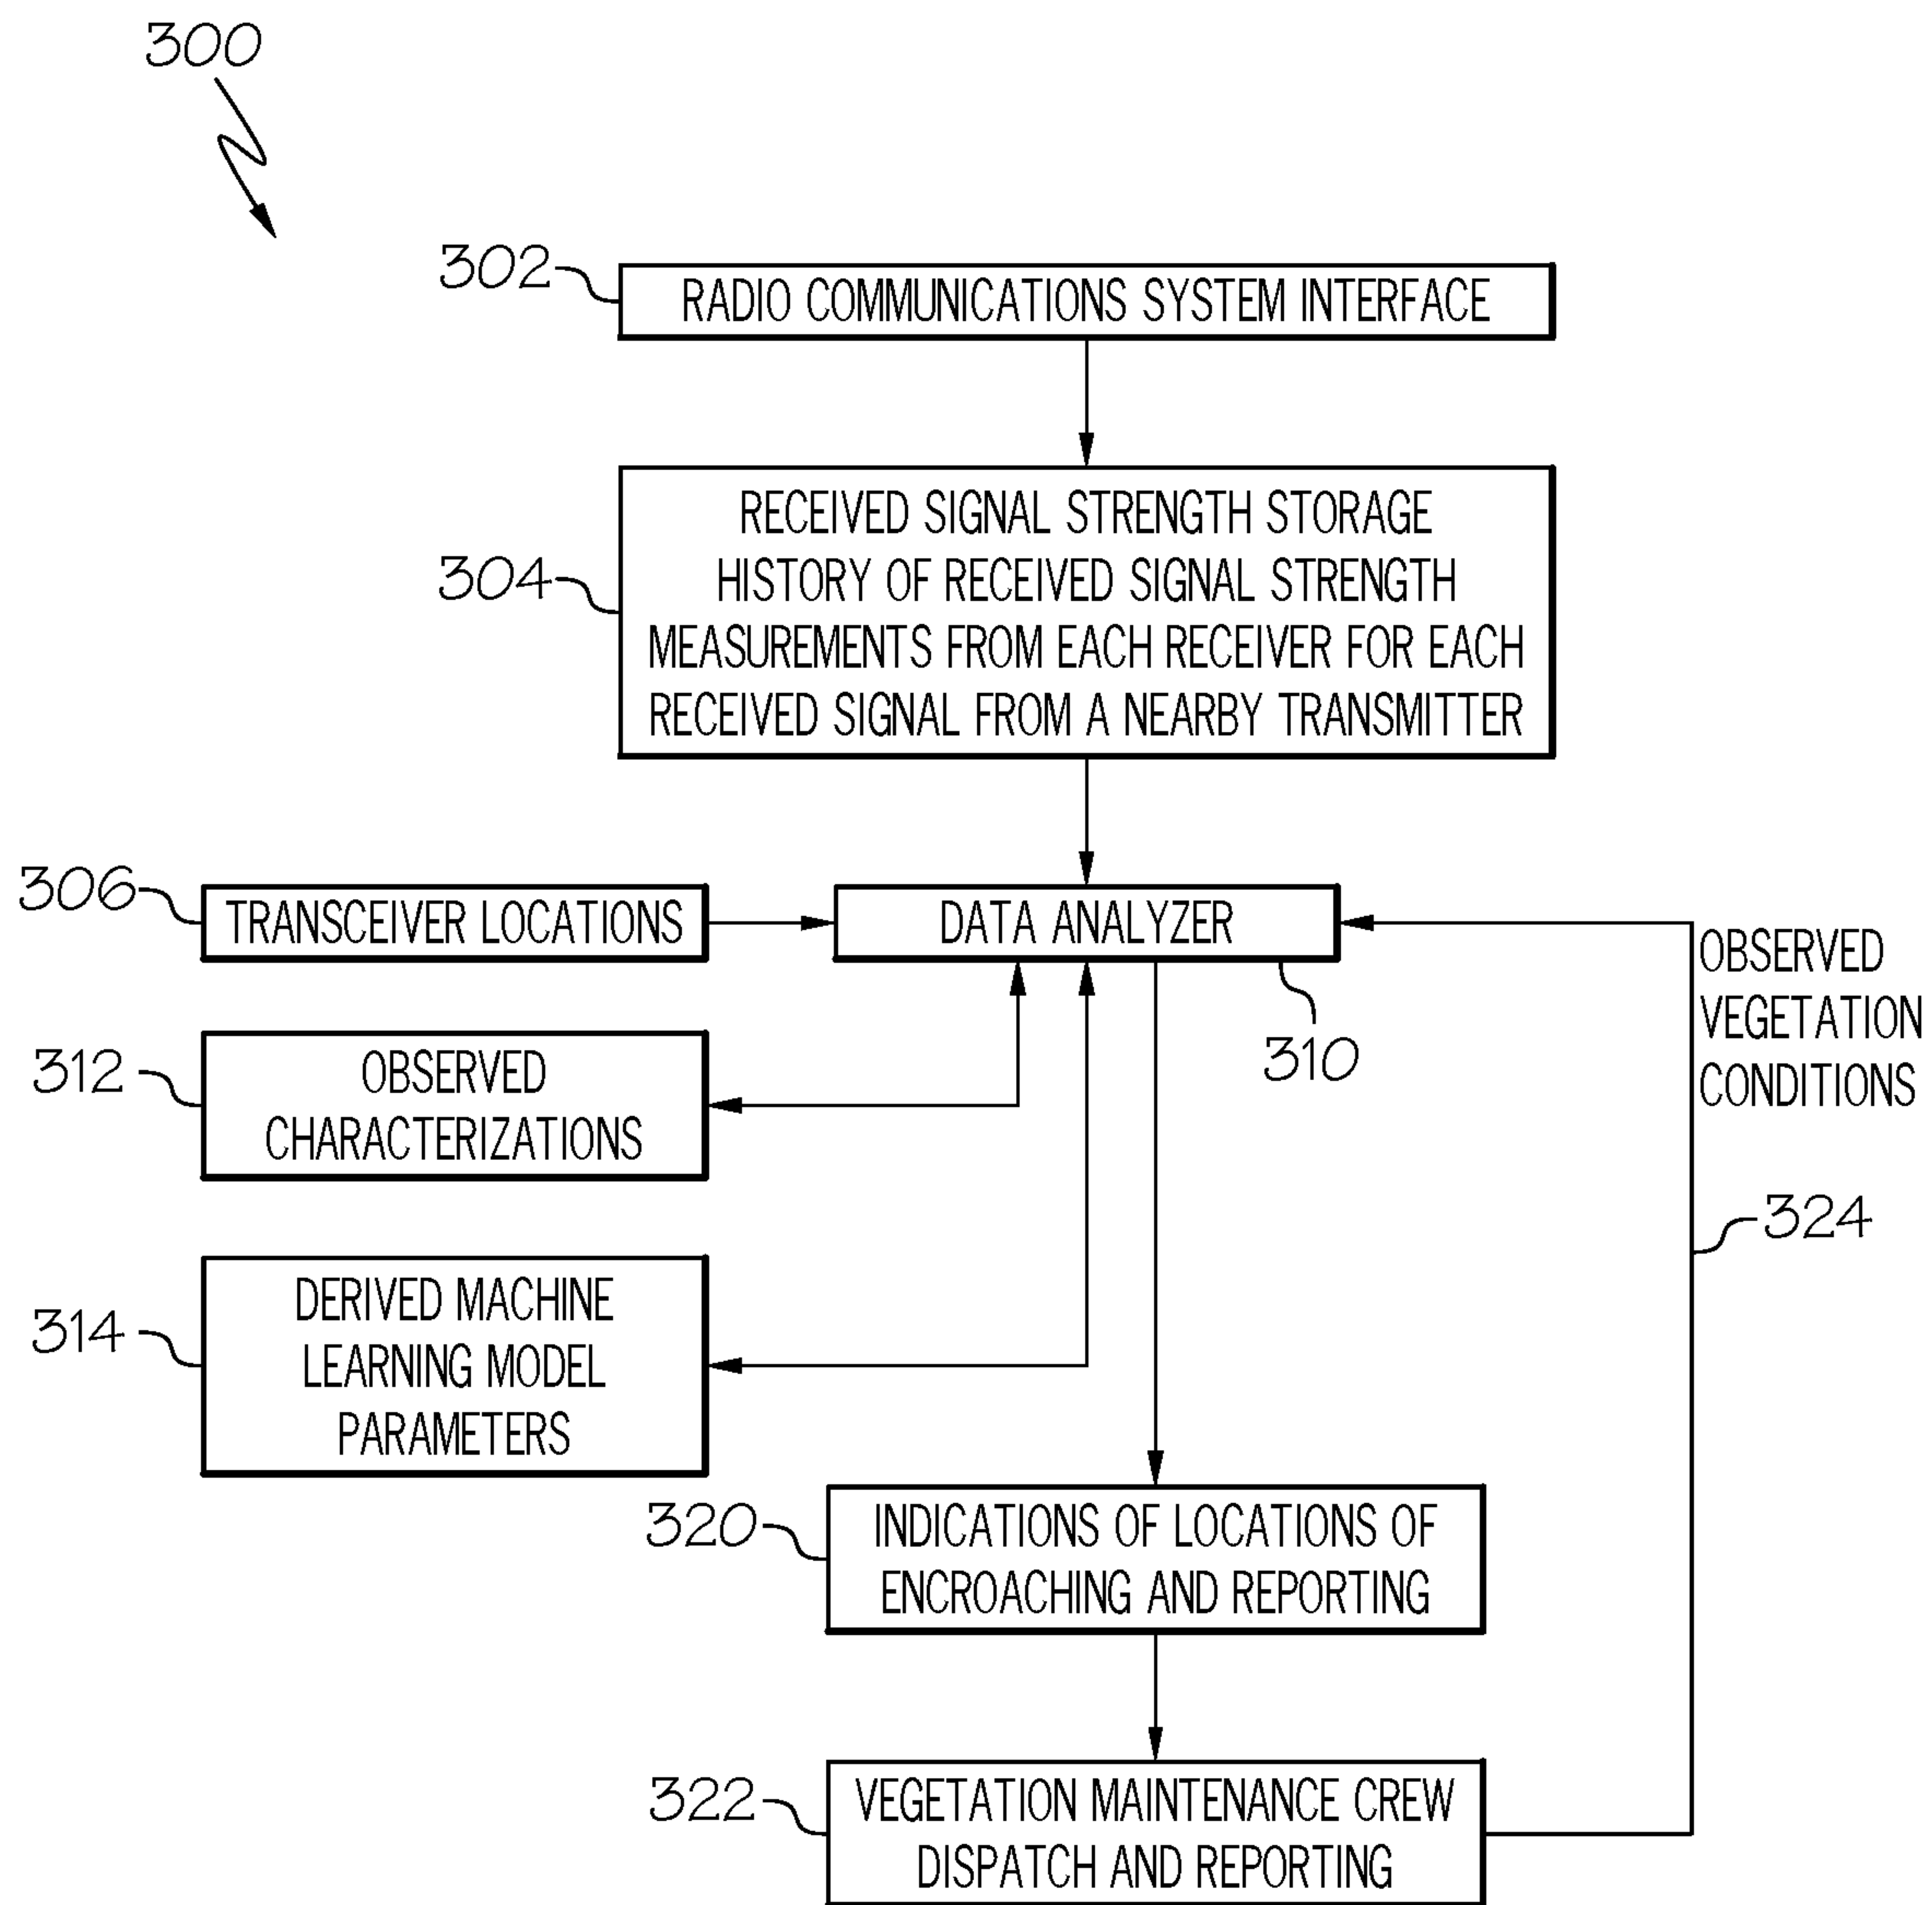 300
302
RADIO COMMUNICATIONS SYSTEM INTERFACE
304
RECEIVED SIGNAL STRENGTH STORAGE
HISTORY OF RECEIVED SIGNAL STRENGTH
MEASUREMENTS FROM EACH RECEIVER FOR EACH
RECEIVED SIGNAL FROM A NEARBY TRANSMITTER
306
TRANSCEIVER LOCATIONS
DATA ANALYZER
310
OBSERVED
VEGETATION
CONDITIONS
312
OBSERVED
CHARACTERIZATIONS
324
314
DERIVED MACHINE
LEARNING MODEL
PARAMETERS
320
INDICATIONS OF LOCATIONS OF
ENCROACHING AND REPORTING
322
VEGETATION MAINTENANCE CREW
DISPATCH AND REPORTING